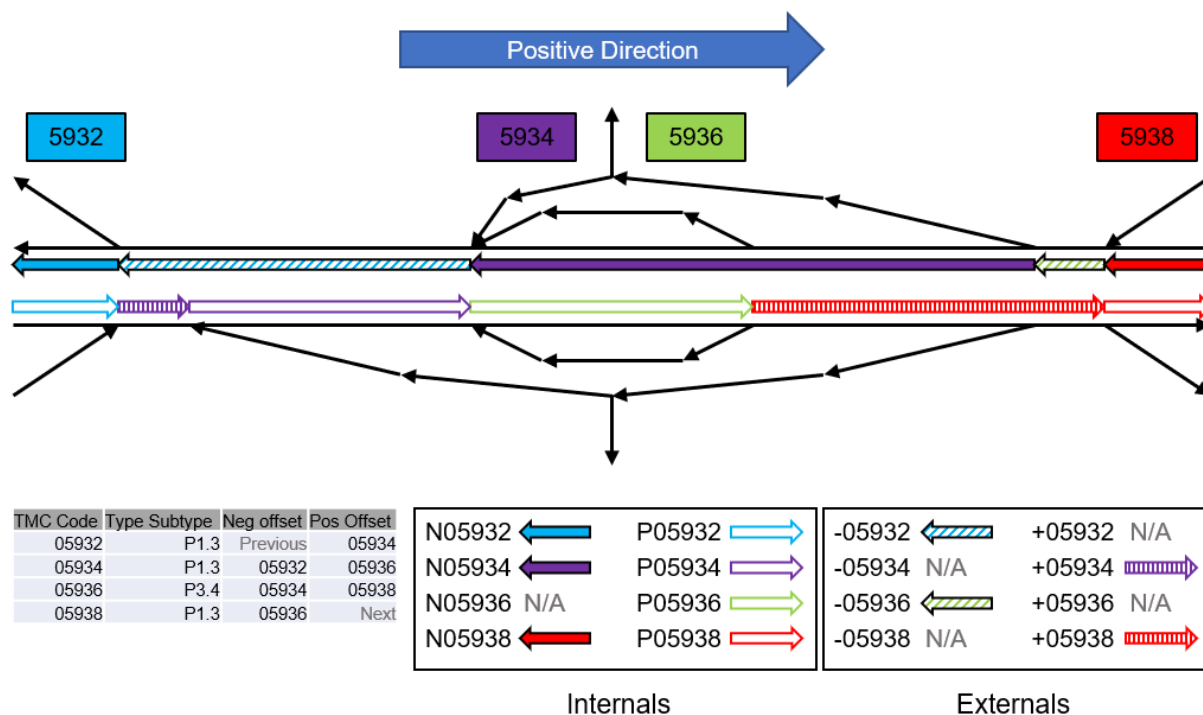 Positive Direction
5932 5934 5936 5938
TMC Code Type Subtype Neg offset Pos Offset
05932 P1.3 Previous 05934
05934 P1.3 05932 05936
05936 P3.4 05934 05938
05938 P1.3 05936 Next
N05932 P05932
N05934 P05934
N05936 N/A P05936
N05938 P05938
Internals
-05932 +05932 N/A
-05934 N/A +05934
-05936 +05936 N/A
-05938 N/A +05938
Externals